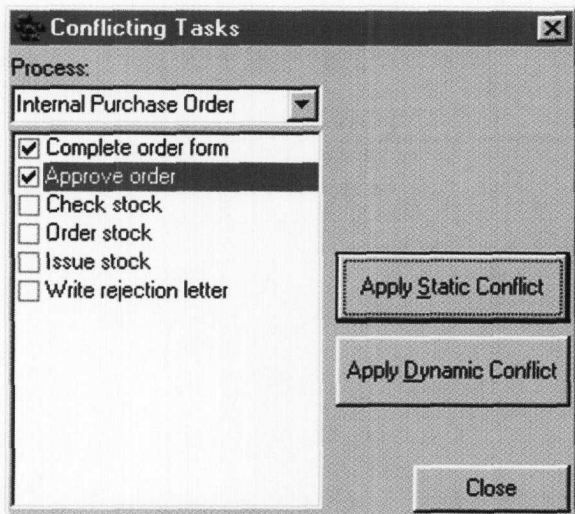 Conflicting Tasks
Process:
Internal Purchase Order
Complete order form
Approve order
Check stock
Order stock
Issue stock
Write rejection letter
Apply Static Conflict
Apply Dynamic Conflict
Close